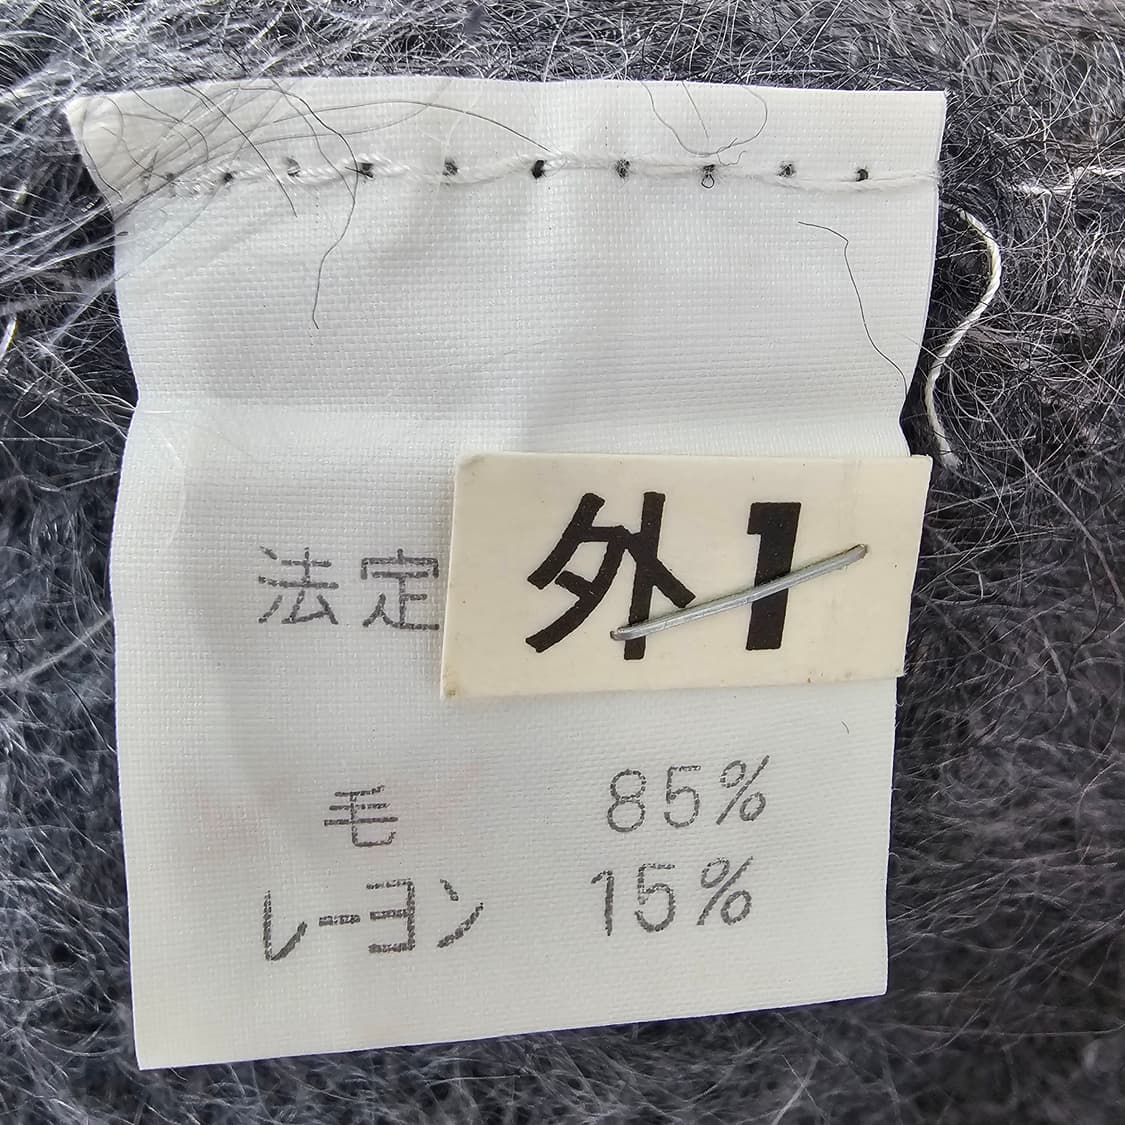 法定
外1
毛 85%
レーヨン 15%